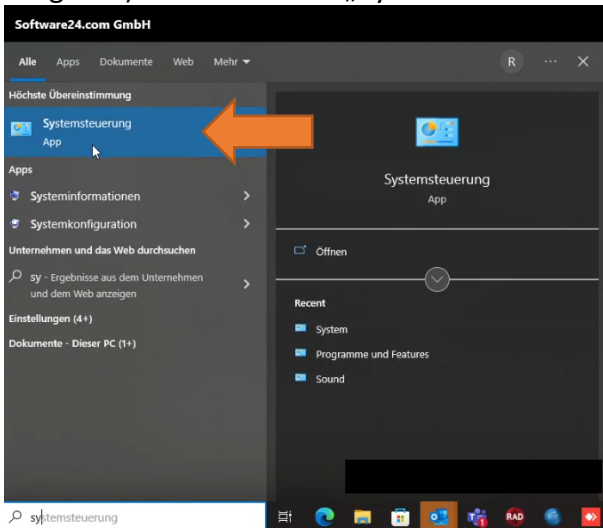 Software24.com GmbH
Alle Apps Dokumente Web Mehr R ...
Höchste Übereinstimmung
Systemsteuerung
App
Apps
Systeminformationen
Systemkonfiguration
Unternehmen und das Web durchsuchen
sy - Ergebnisse aus dem Unternehmen
und dem Web anzeigen
Einstellungen (4+)
Dokumente - Dieser PC (1+)
Systemsteuerung
App
Öffnen
Recent
System
Programme und Features
Sound
systemsteuerung
RAD